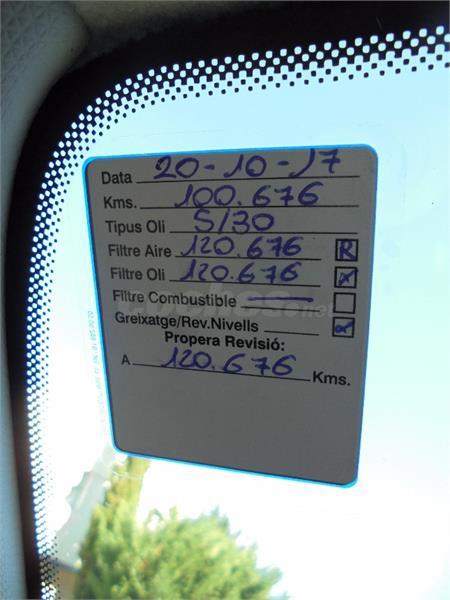 Data 20-10-17
Kms. 100.676
Tipus Oli 5/30
Filtre Aire 120.676 R
Filtre Oli 120.676 x
Filtre Combustible
Greixatge/Rev.Nivells x
Propera Revisió:
A 120.676 Kms.